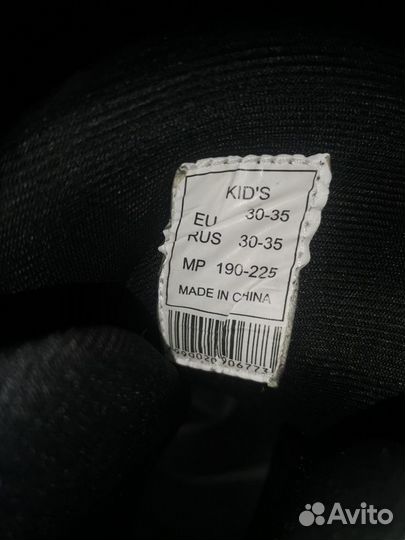 KID'S
EU 30-35
RUS 30-35
MP 190-225
MADE IN CHINA
Avito